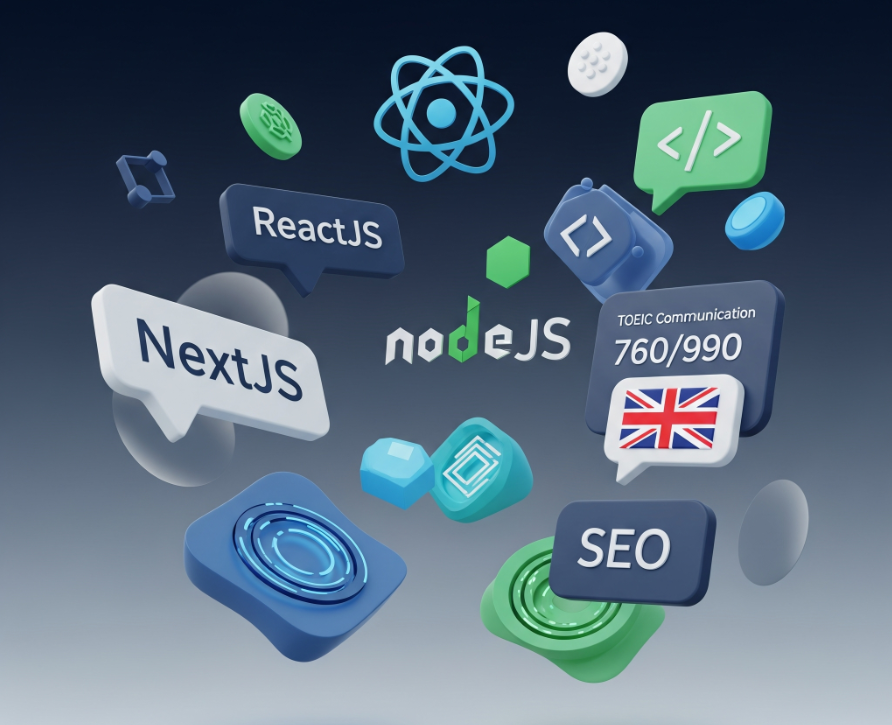 </>
ReactJS
<>
NextJS
nodeJS
TOEIC Communication
760/990
SEO